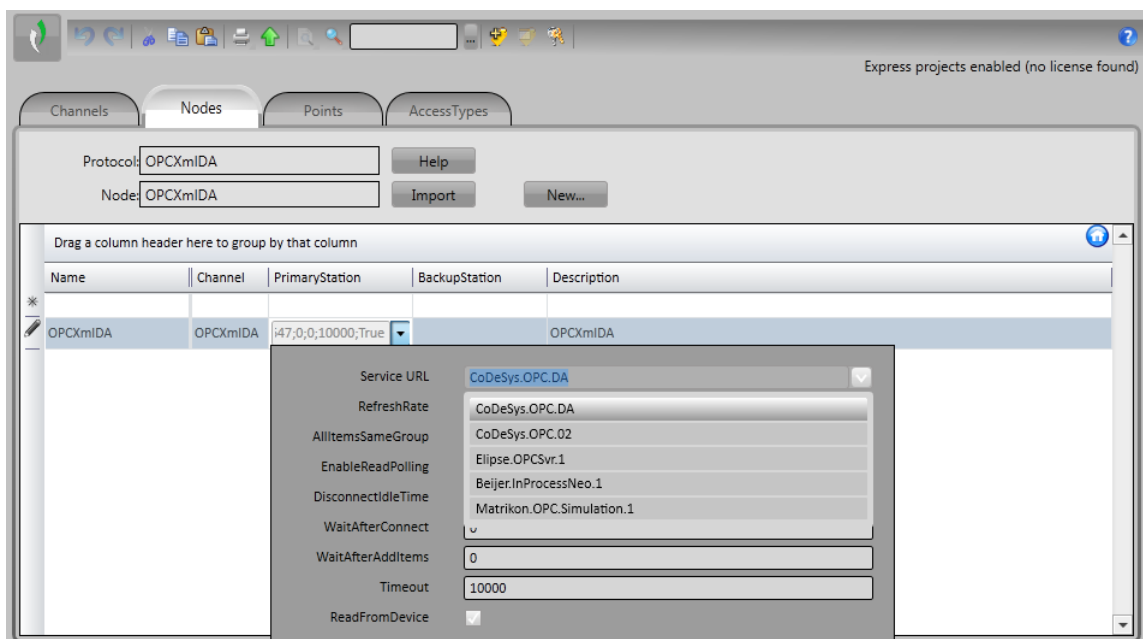 Express projects enabled (no license found)
Channels Nodes Points AccessTypes
Protocol: OPCXmlDA Help
Node: OPCXmlDA Import New...
Drag a column header here to group by that column
Name Channel PrimaryStation BackupStation Description
OPCXmlDA OPCXmlDA i47;0;0;10000;True OPCXmlDA
Service URL CoDeSys.OPC.DA
RefreshRate CoDeSys.OPC.DA
AllItemsSameGroup CoDeSys.OPC.02
EnableReadPolling Elipse.OPCSvr.1
DisconnectIdleTime Beijer.InProcessNeo.1
Matrikon.OPC.Simulation.1
WaitAfterConnect 0
WaitAfterAddItems 0
Timeout 10000
ReadFromDevice